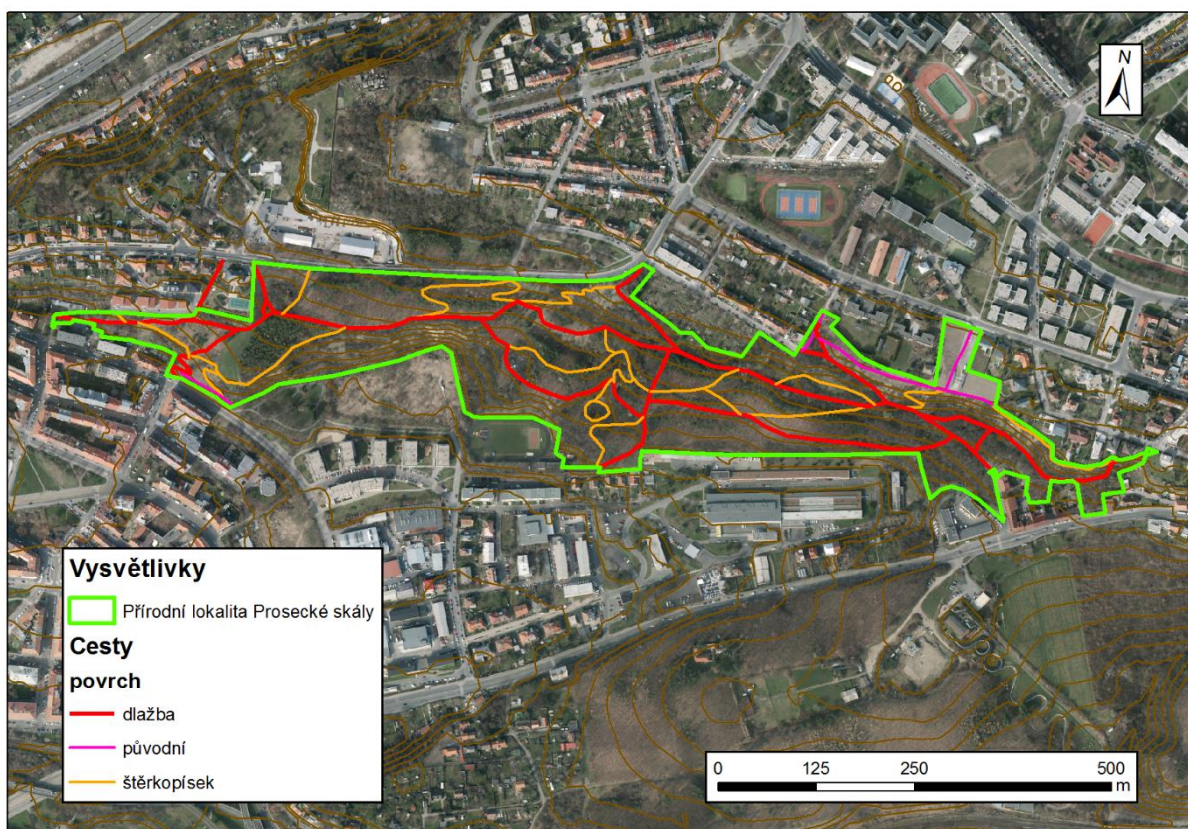 N
Vysvětlivky
Přírodní lokalita Prosecké skály
Cesty
povrch
dlažba
původní
štěrkopísek
0 125 250 500
m